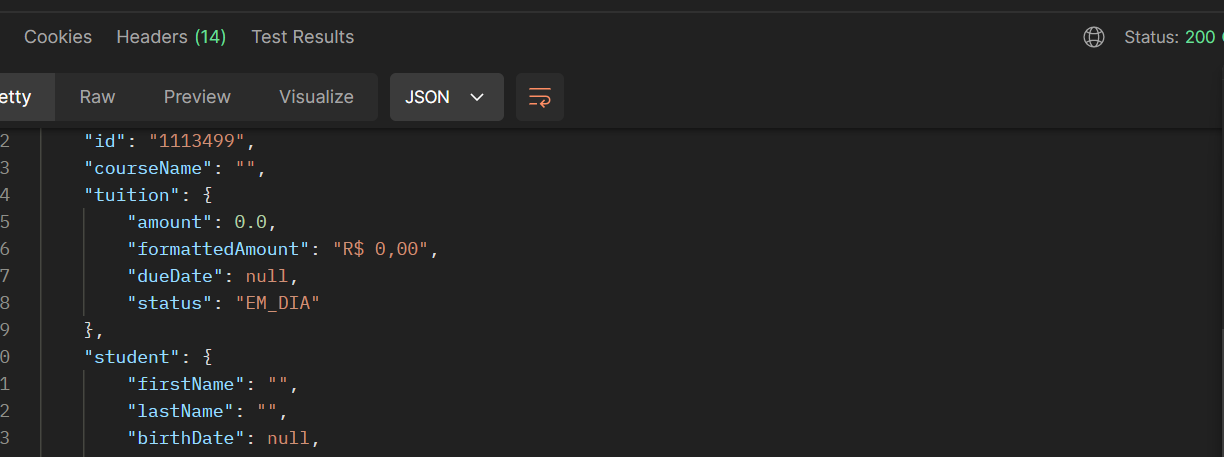 Cookies Headers (14) Test Results Status: 200
etty Raw Preview Visualize JSON
2 "id": "1113499",
3 "courseName": "",
4 "tuition": {
5 "amount": 0.0,
6 "formattedAmount": "R$ 0,00",
7 "dueDate": null,
8 "status": "EM_DIA"
9 },
0 "student": {
1 "firstName": "",
2 "lastName": "",
3 "birthDate": null,